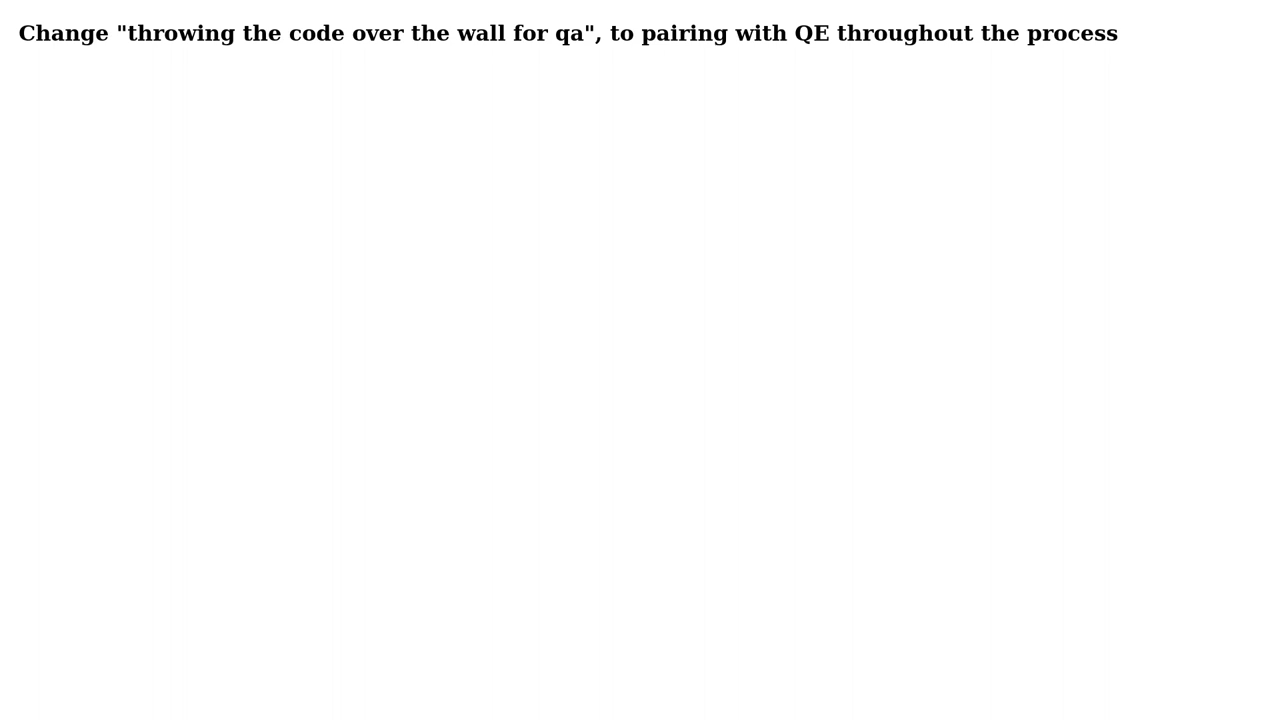 Change "throwing the code over the wall for qa", to pairing with QE throughout the process